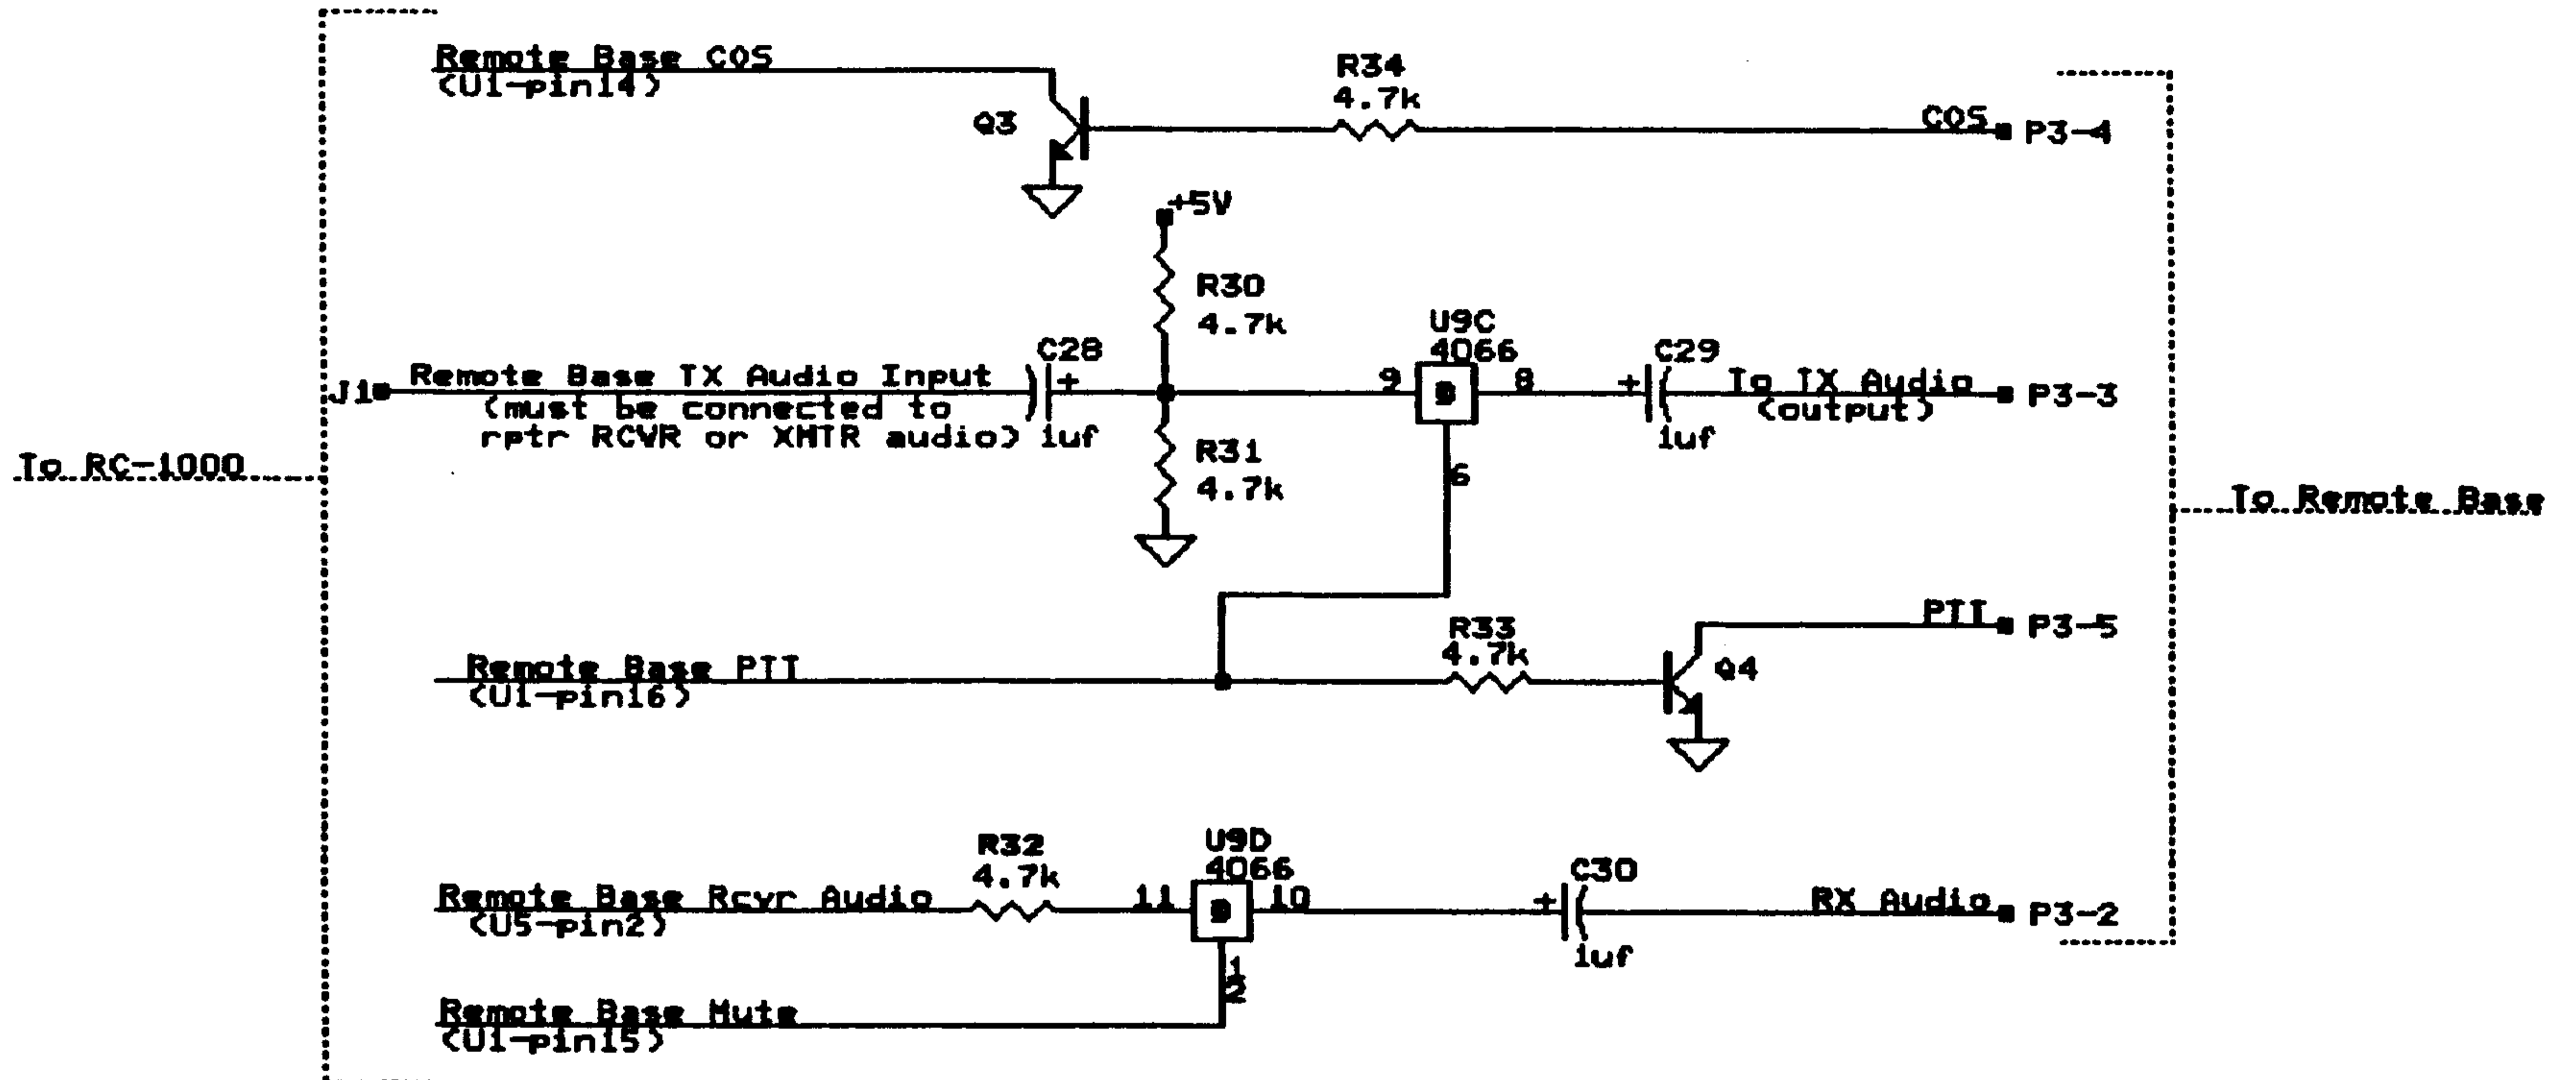 Remote Base COS
(U1-pin14)
Q3
R34
4.7k
COS
P3-4
+5V
R30
4.7k
J1
Remote Base TX Audio Input
(must be connected to
rptr RCVR or XMTR audio)
C28
+
1uf
R31
4.7k
U9C
4066
9
8
6
C29
+
1uf
To TX Audio
(output)
P3-3
To RC-1000
To Remote Base
Remote Base PTT
(U1-pin16)
R33
4.7k
Q4
PTT
P3-5
Remote Base Rcvr Audio
(U5-pin2)
R32
4.7k
U9D
4066
11
10
12
C30
+
1uf
RX Audio
P3-2
Remote Base Mute
(U1-pin15)